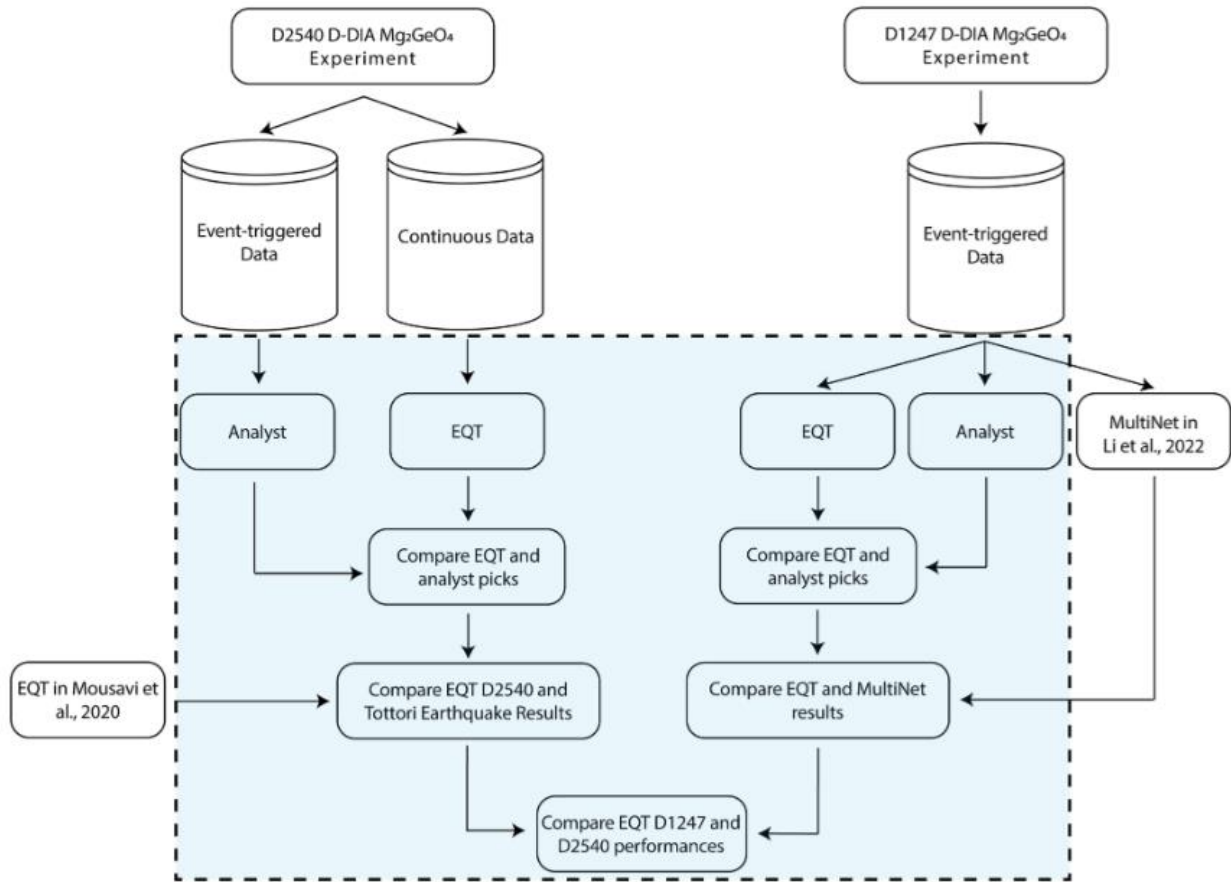 D2540 D-DIA Mg₂GeO₄
Experiment
D1247 D-DIA Mg₂GeO₄
Experiment
Event-triggered
Data
Continuous Data
Event-triggered
Data
Analyst
EQT
EQT
Analyst
MultiNet in
Li et al., 2022
Compare EQT and
analyst picks
Compare EQT and
analyst picks
EQT in Mousavi et
al., 2020
Compare EQT D2540 and
Tottori Earthquake Results
Compare EQT and MultiNet
results
Compare EQT D1247 and
D2540 performances